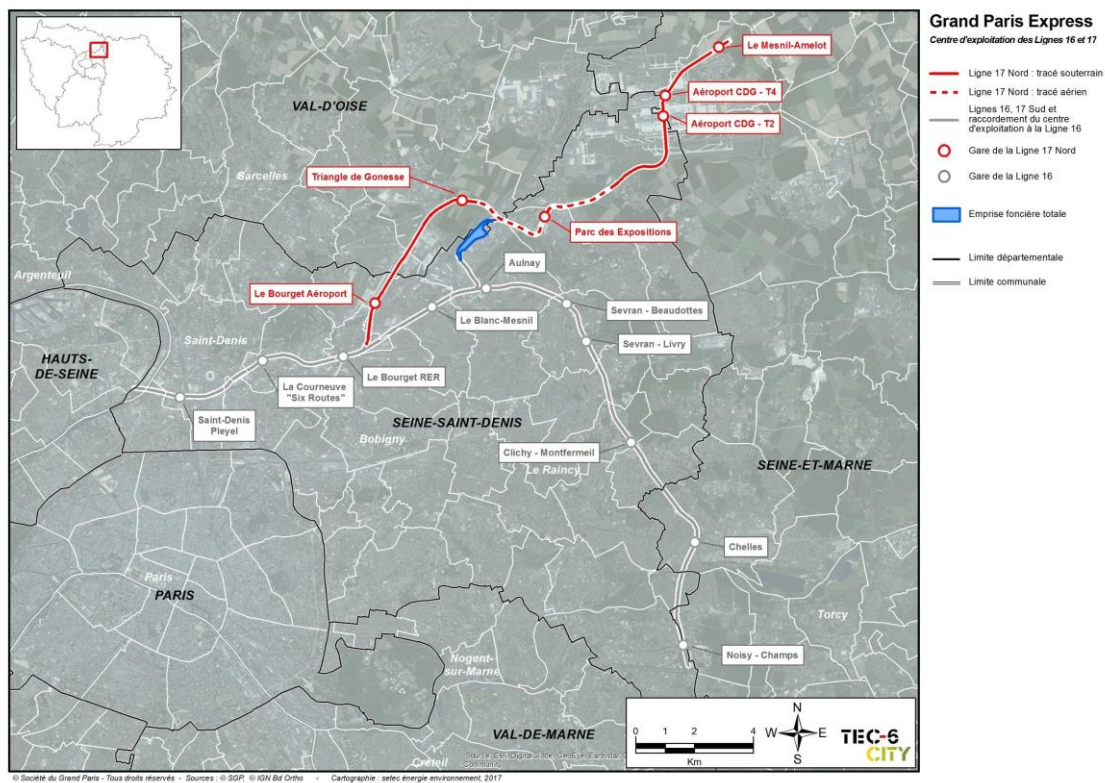 Grand Paris Express
Centre d'exploitation des Lignes 16 et 17
Ligne 17 Nord : tracé souterrain
Ligne 17 Nord : tracé aérien
Lignes 16, 17 Sud et
raccordement du centre
d'exploitation à la Ligne 16
Gare de la Ligne 17 Nord
Gare de la Ligne 16
Emprise foncière totale
Limite départementale
Limite communale
Le Mesnil-Amelot
VAL-D'OISE
Aéroport CDG - T4
Aéroport CDG - T2
Sarcelles
Triangle de Gonesse
Parc des Expositions
Argenteuil
Aulnay
Le Bourget Aéroport
Le Blanc-Mesnil
Sevran - Beaudottes
Saint-Denis
Sevran - Livry
HAUTS-
DE-SEINE
La Courneuve
"Six Routes"
Le Bourget RER
Saint-Denis
Pleyel
SEINE-SAINT-DENIS
Bobigny
Clichy - Montfermeil
Le Raincy
SEINE-ET-MARNE
Chelles
Paris
PARIS
Torcy
Noisy - Champs
Nogent-
sur-Marne
VAL-DE-MARNE
Créteil
Community
0 2 4
Km
N
W E
S
TEC-6
CITY
© Société du Grand Paris - Tous droits réservés - Sources : © SGP, © IGN Bd Ortho - Cartographie : setec énergie environnement, 2017